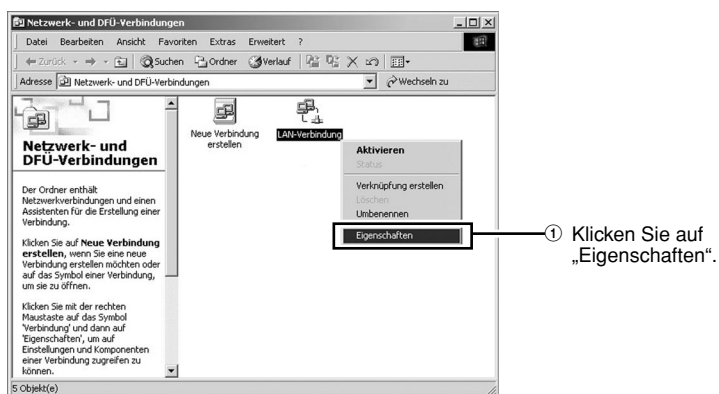 Netzwerk- und DFÜ-Verbindungen
Datei Bearbeiten Ansicht Favoriten Extras Erweitert ?
Zurück Suchen Ordner Verlauf
Adresse Netzwerk- und DFÜ-Verbindungen Wechseln zu
Netzwerk- und
DFÜ-Verbindungen
Der Ordner enthält
Netzwerkverbindungen und einen
Assistenten für die Erstellung einer
Verbindung.
Klicken Sie auf Neue Verbindung
erstellen, wenn Sie eine neue
Verbindung erstellen möchten oder
auf das Symbol einer Verbindung,
um sie zu öffnen.
Klicken Sie mit der rechten
Maustaste auf das Symbol
'Verbindung' und dann auf
'Eigenschaften', um auf
Einstellungen und Komponenten
einer Verbindung zugreifen zu
können.
Neue Verbindung
erstellen
LAN-Verbindung
Aktivieren
Status
Verknüpfung erstellen
Löschen
Umbenennen
Eigenschaften
① Klicken Sie auf
„Eigenschaften“.
5 Objekt(e)